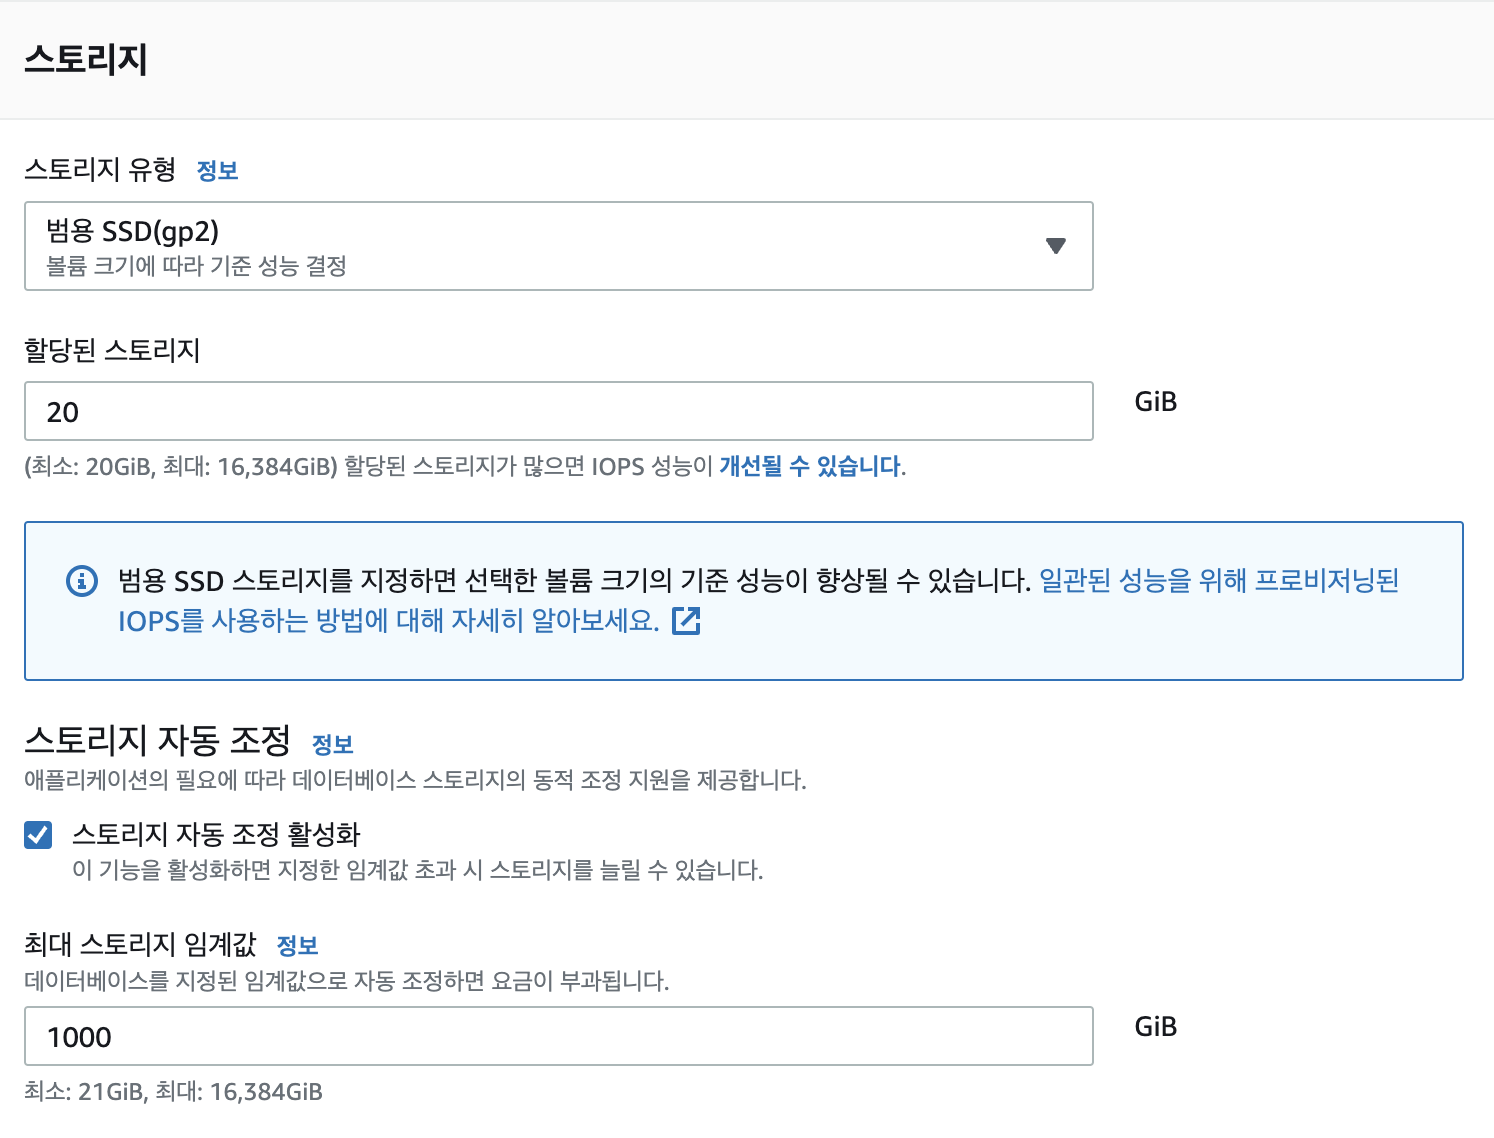 스토리지
스토리지 유형 정보
범용 SSD(gp2)
볼륨 크기에 따라 기준 성능 결정
할당된 스토리지
20 GiB
(최소: 20GiB, 최대: 16,384GiB) 할당된 스토리지가 많으면 IOPS 성능이 개선될 수 있습니다.
범용 SSD 스토리지를 지정하면 선택한 볼륨 크기의 기준 성능이 향상될 수 있습니다. 일관된 성능을 위해 프로비저닝된
IOPS를 사용하는 방법에 대해 자세히 알아보세요.
스토리지 자동 조정 정보
애플리케이션의 필요에 따라 데이터베이스 스토리지의 동적 조정 지원을 제공합니다.
스토리지 자동 조정 활성화
이 기능을 활성화하면 지정한 임계값 초과 시 스토리지를 늘릴 수 있습니다.
최대 스토리지 임계값 정보
데이터베이스를 지정된 임계값으로 자동 조정하면 요금이 부과됩니다.
1000 GiB
최소: 21GiB, 최대: 16,384GiB